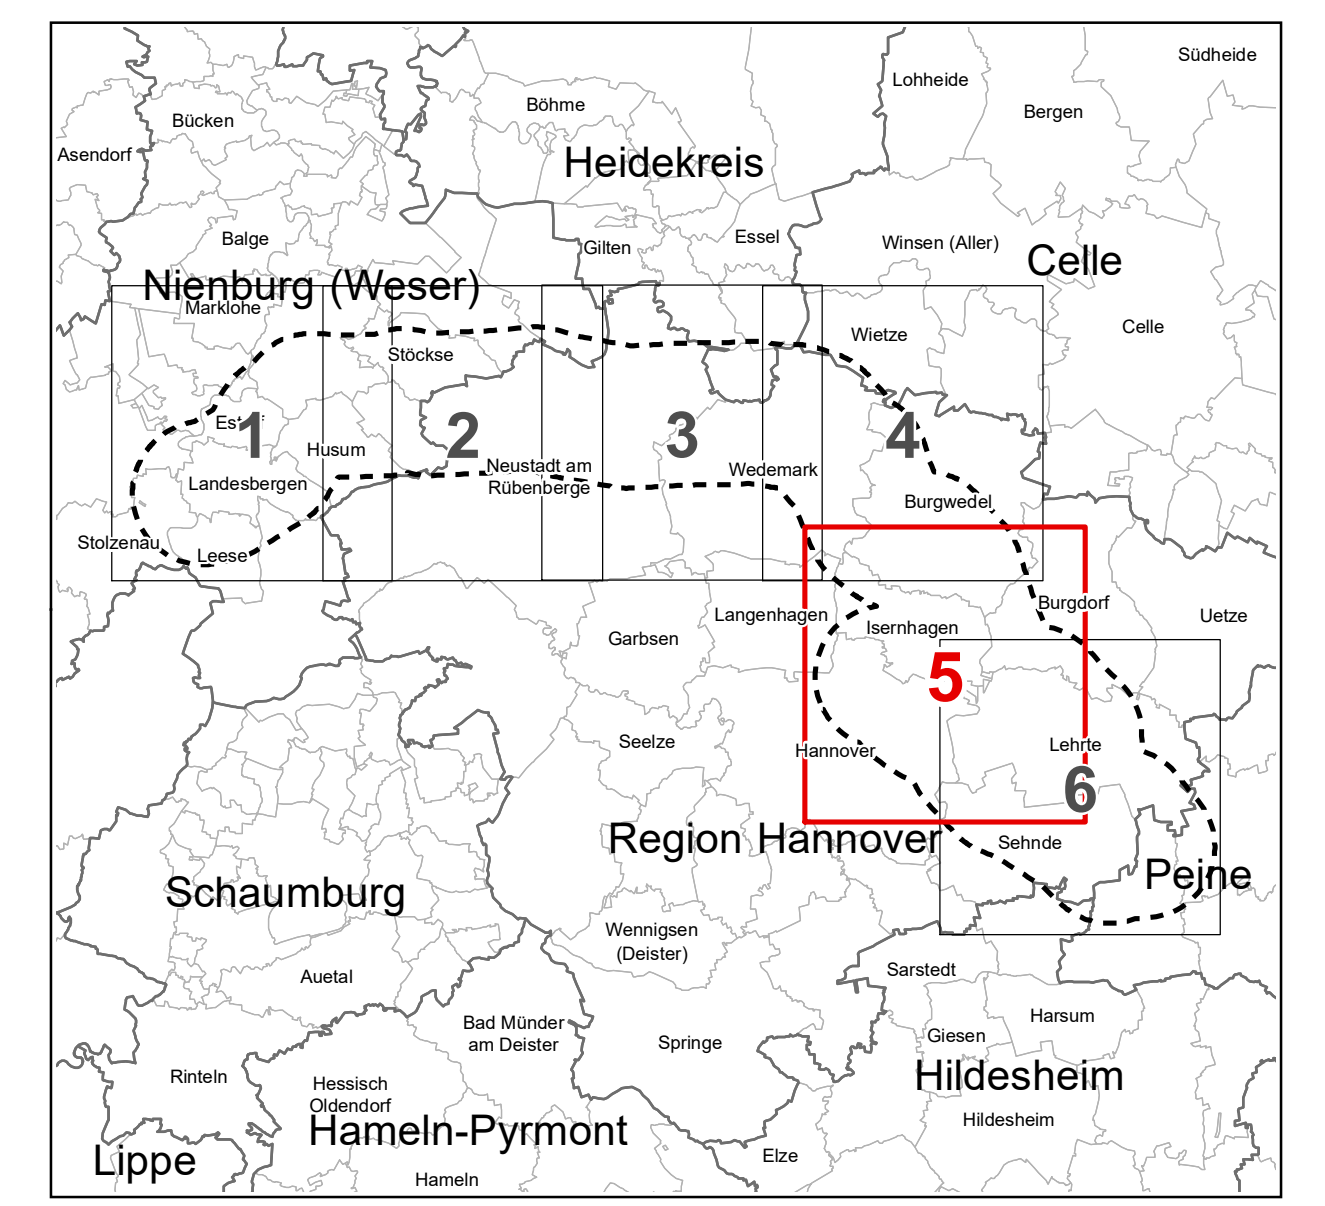 Südheide
Lohheide
Böhme
Bergen
Bücken
Asendorf
Heidekreis
Balge
Gilten
Essel
Winsen (Aller)
Celle
Nienburg (Weser)
Marklohe
Celle
Wietze
Stöckse
1
2
3
4
Husum
Neustadt am
Rübenberge
Wedemark
Landesbergen
Burgwedel
Stolzenau
Leese
Langenhagen
Burgdorf
Uetze
Garbsen
Isernhagen
5
Seelze
Hannover
Lehrte
6
Region Hannover
Sehnde
Peine
Schaumburg
Wennigsen
(Deister)
Auetal
Sarstedt
Bad Münder
am Deister
Springe
Giesen
Harsum
Rinteln
Hessisch
Oldendorf
Hildesheim
Hameln-Pyrmont
Hildesheim
Lippe
Elze
Hameln